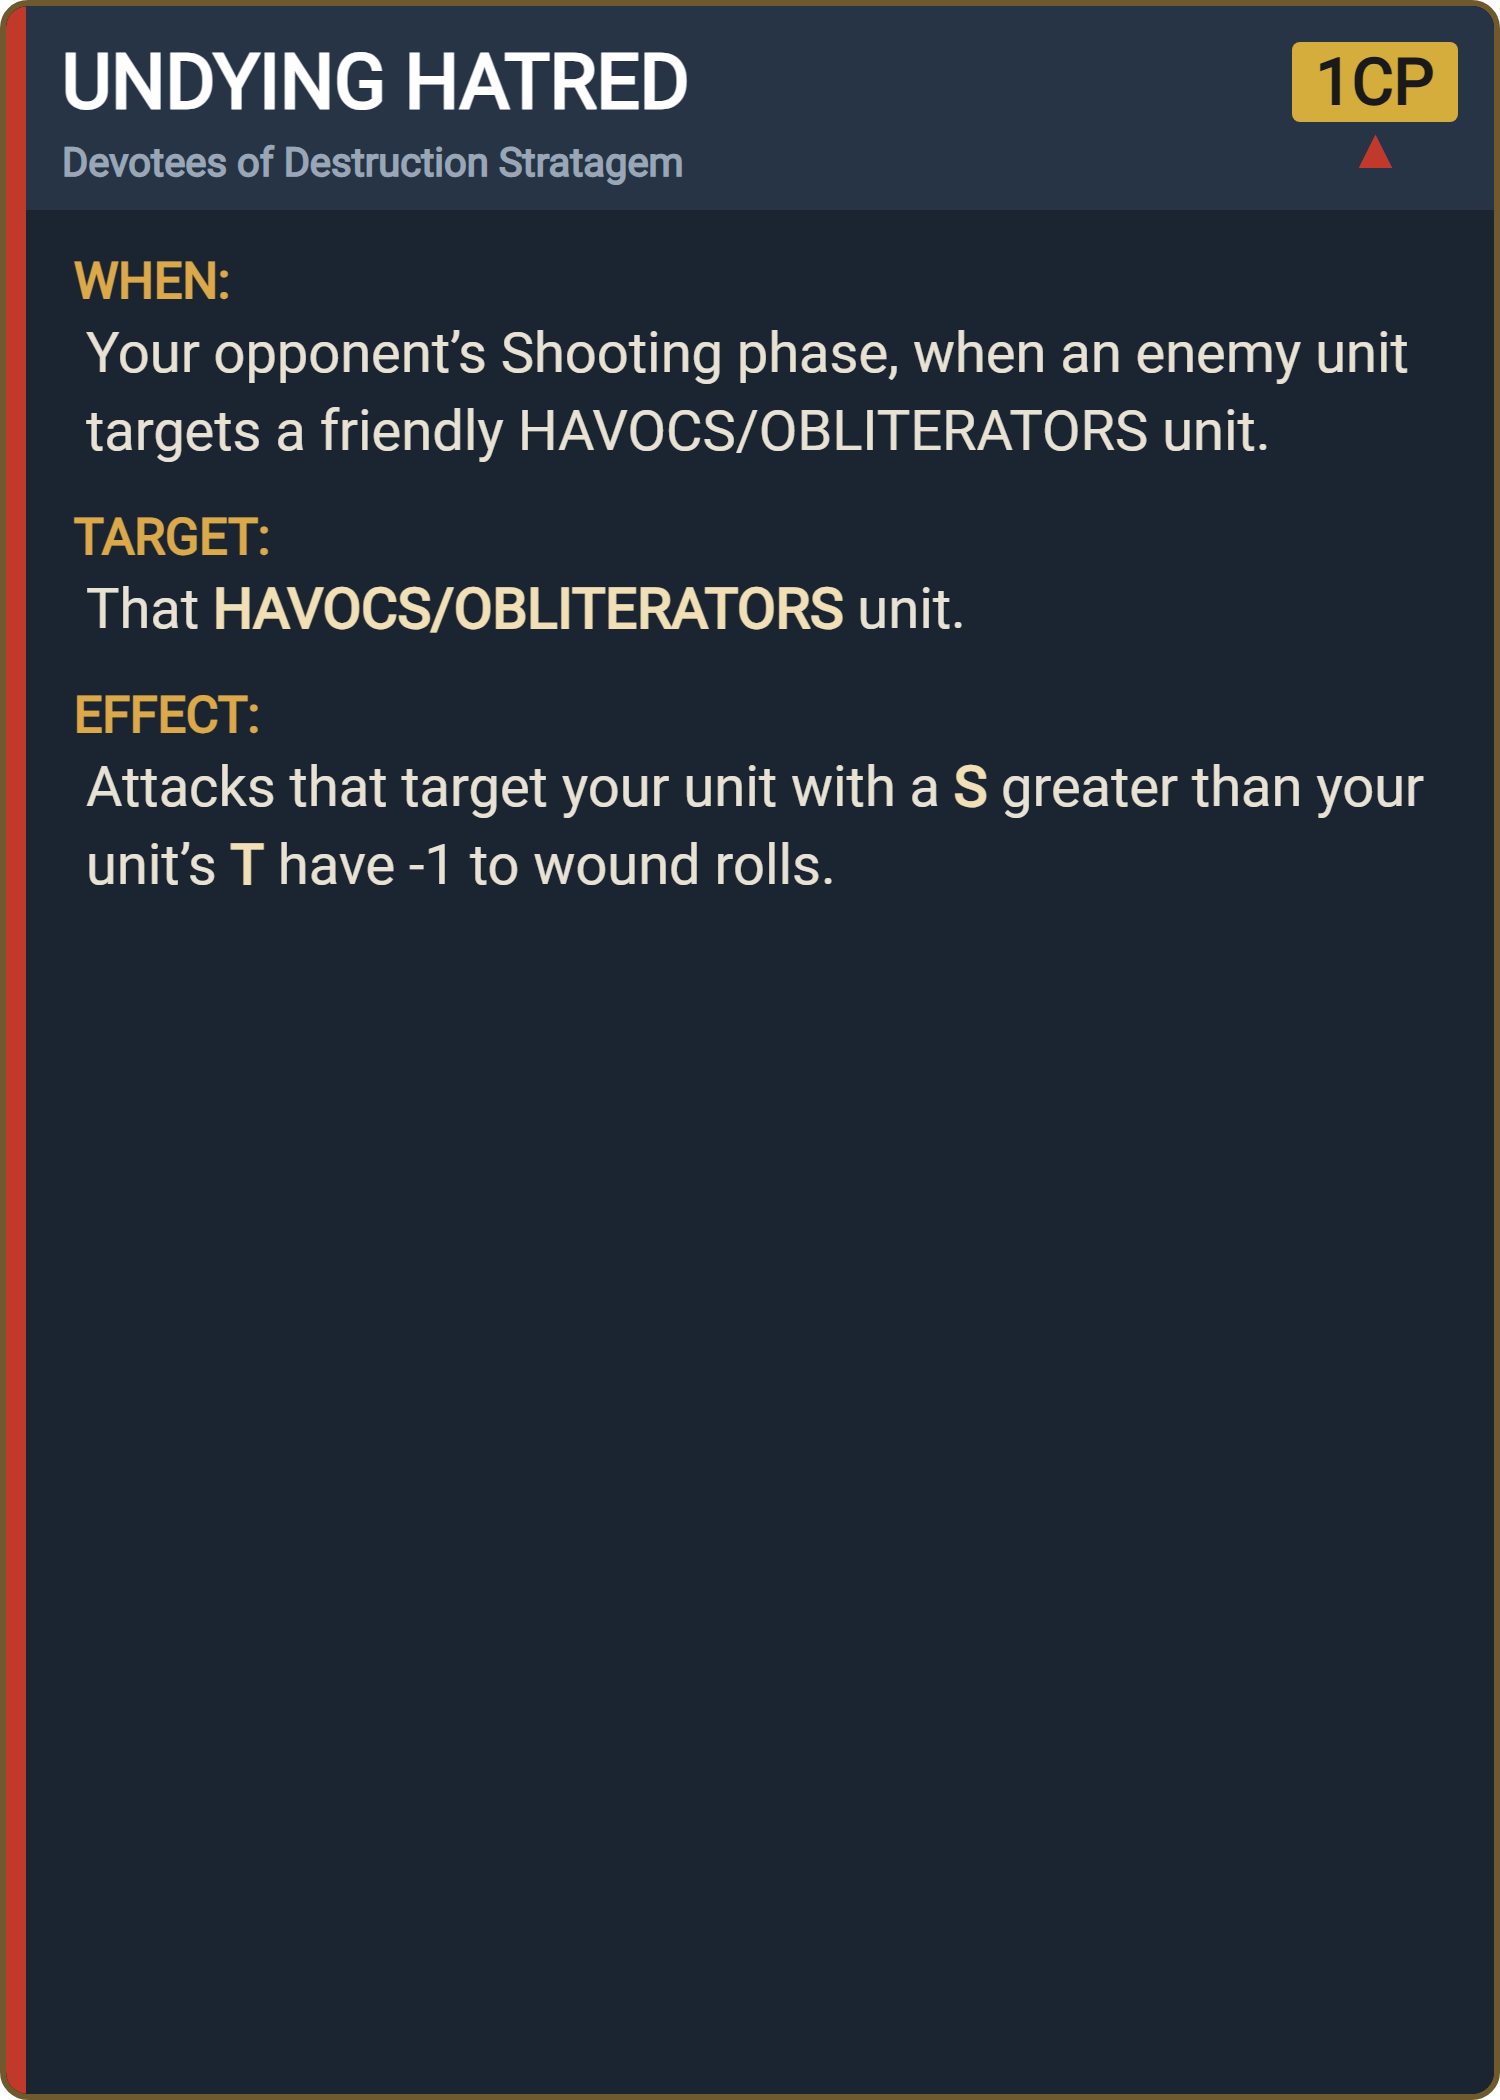 UNDYING HATRED
1CP
Devotees of Destruction Stratagem
WHEN:
Your opponent’s Shooting phase, when an enemy unit
targets a friendly HAVOCS/OBLITERATORS unit.
TARGET:
That HAVOCS/OBLITERATORS unit.
EFFECT:
Attacks that target your unit with a S greater than your
unit’s T have -1 to wound rolls.